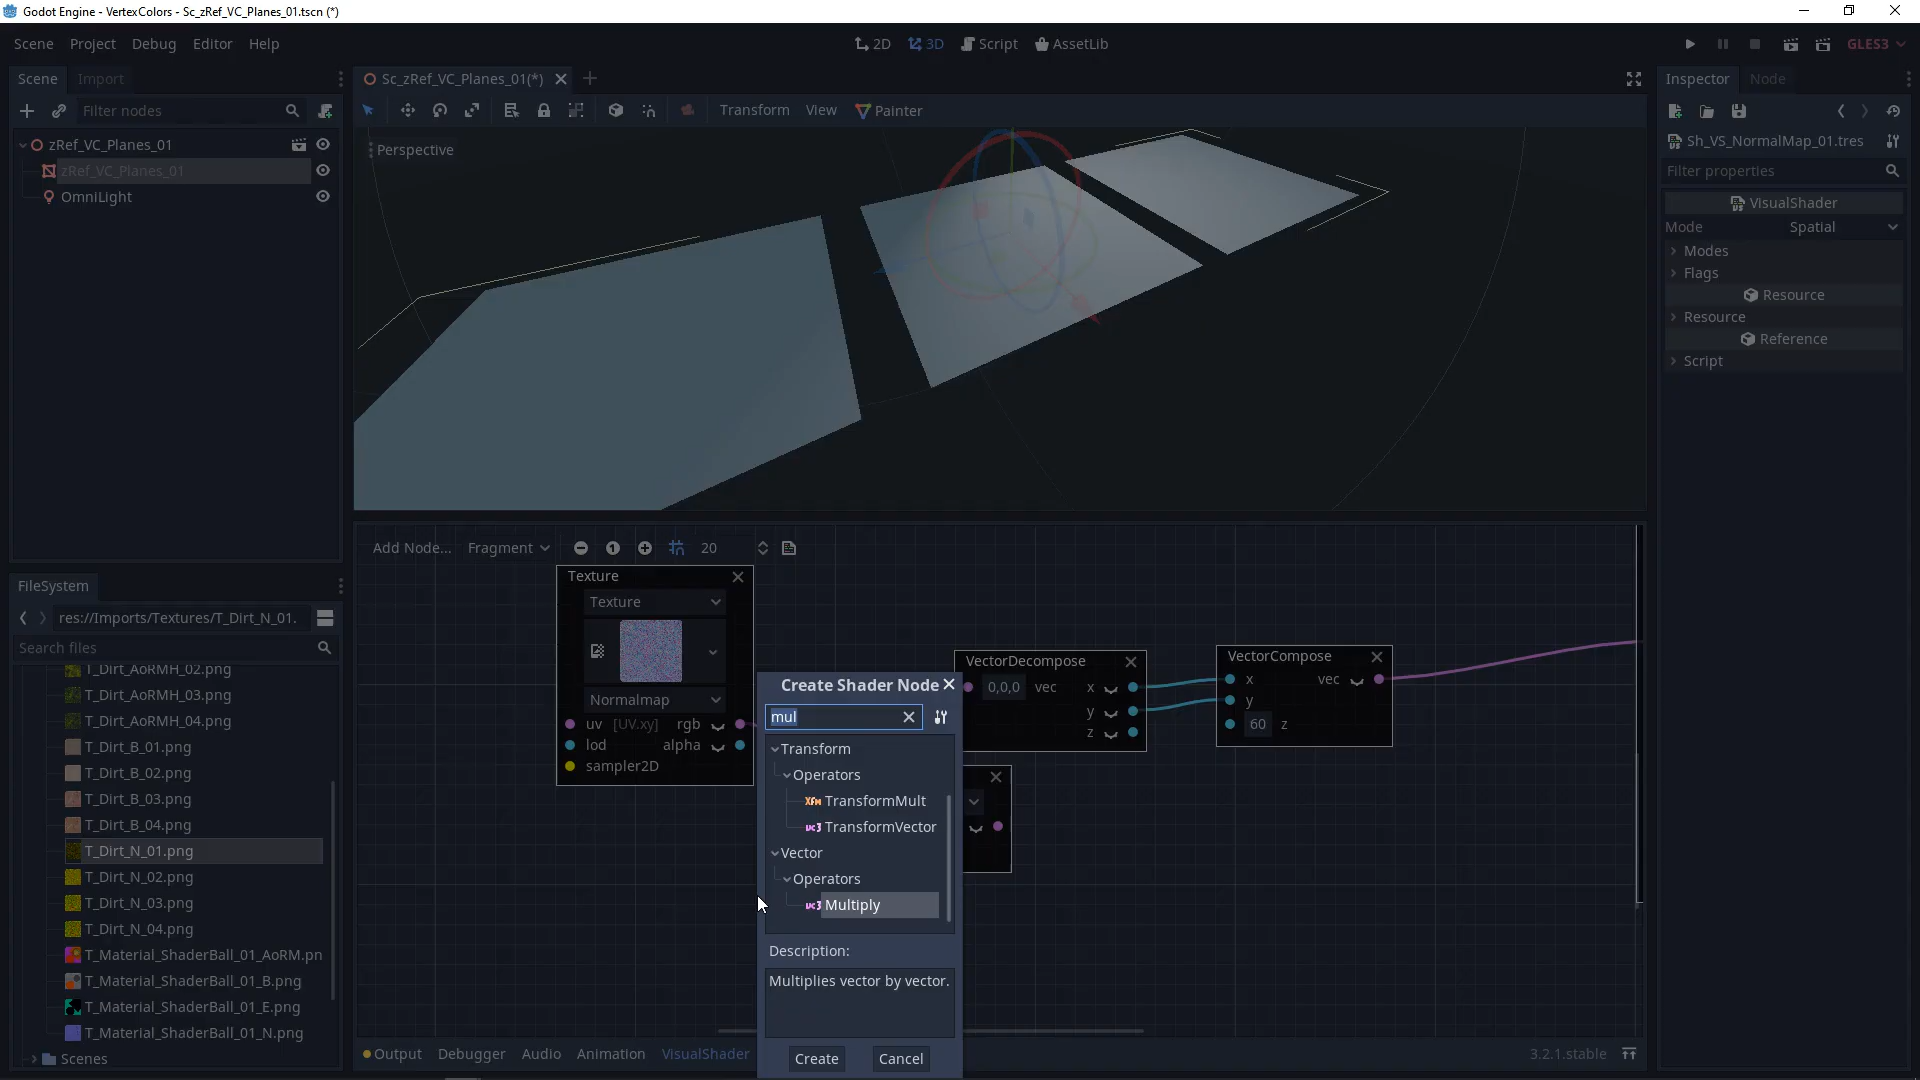 Godot Engine - VertexColors - Sc_zRef_VC_Planes_01.tscn (*)
Scene Project Debug Editor Help
2D 3D Script AssetLib
GLES3
Scene Import
Filter nodes
zRef_VC_Planes_01
zRef_VC_Planes_01
OmniLight
Sc_zRef_VC_Planes_01(*)
Transform View Painter
Perspective
Inspector Node
Sh_VS_NormalMap_01.tres
Filter properties
VisualShader
Mode Spatial
Modes
Flags
Resource
Resource
Reference
Script
FileSystem
res://Imports/Textures/T_Dirt_N_01.
Search files
T_Dirt_AoRMH_02.png
T_Dirt_AoRMH_03.png
T_Dirt_AoRMH_04.png
T_Dirt_B_01.png
T_Dirt_B_02.png
T_Dirt_B_03.png
T_Dirt_B_04.png
T_Dirt_N_01.png
T_Dirt_N_02.png
T_Dirt_N_03.png
T_Dirt_N_04.png
T_Material_ShaderBall_01_AoRM.pn
T_Material_ShaderBall_01_B.png
T_Material_ShaderBall_01_E.png
T_Material_ShaderBall_01_N.png
Scenes
Add Node... Fragment 1 20
Texture
Texture
Normalmap
uv [UV.xy] rgb
lod alpha
sampler2D
VectorDecompose
0,0,0 vec x
y
z
VectorCompose
x vec
y
60 z
Create Shader Node
mul
Transform
Operators
XFM TransformMult
VC3 TransformVector
Vector
Operators
VC3 Multiply
Description:
Multiplies vector by vector.
Create Cancel
Output Debugger Audio Animation VisualShader
3.2.1.stable